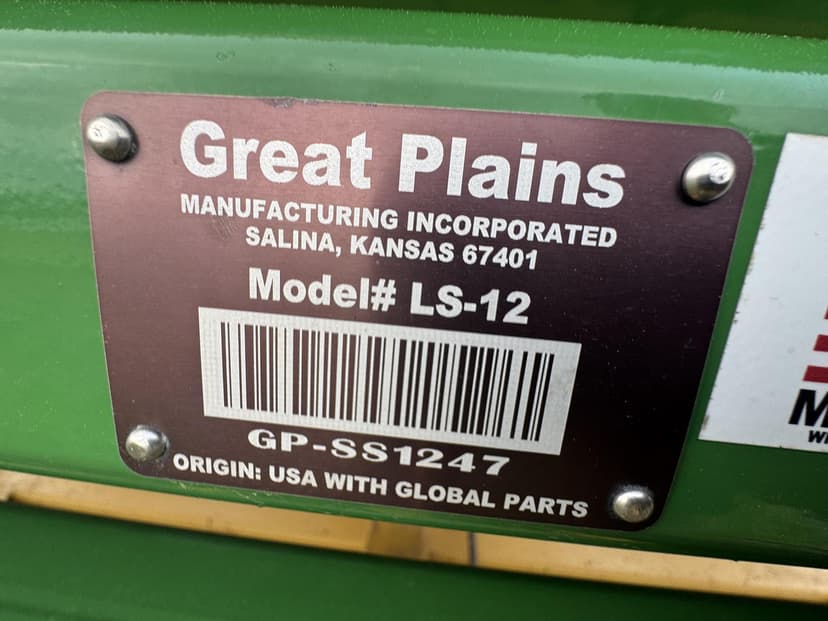 Great Plains
MANUFACTURING INCORPORATED
SALINA, KANSAS 67401
Model# LS-12
GP-SS1247
ORIGIN: USA WITH GLOBAL PARTS